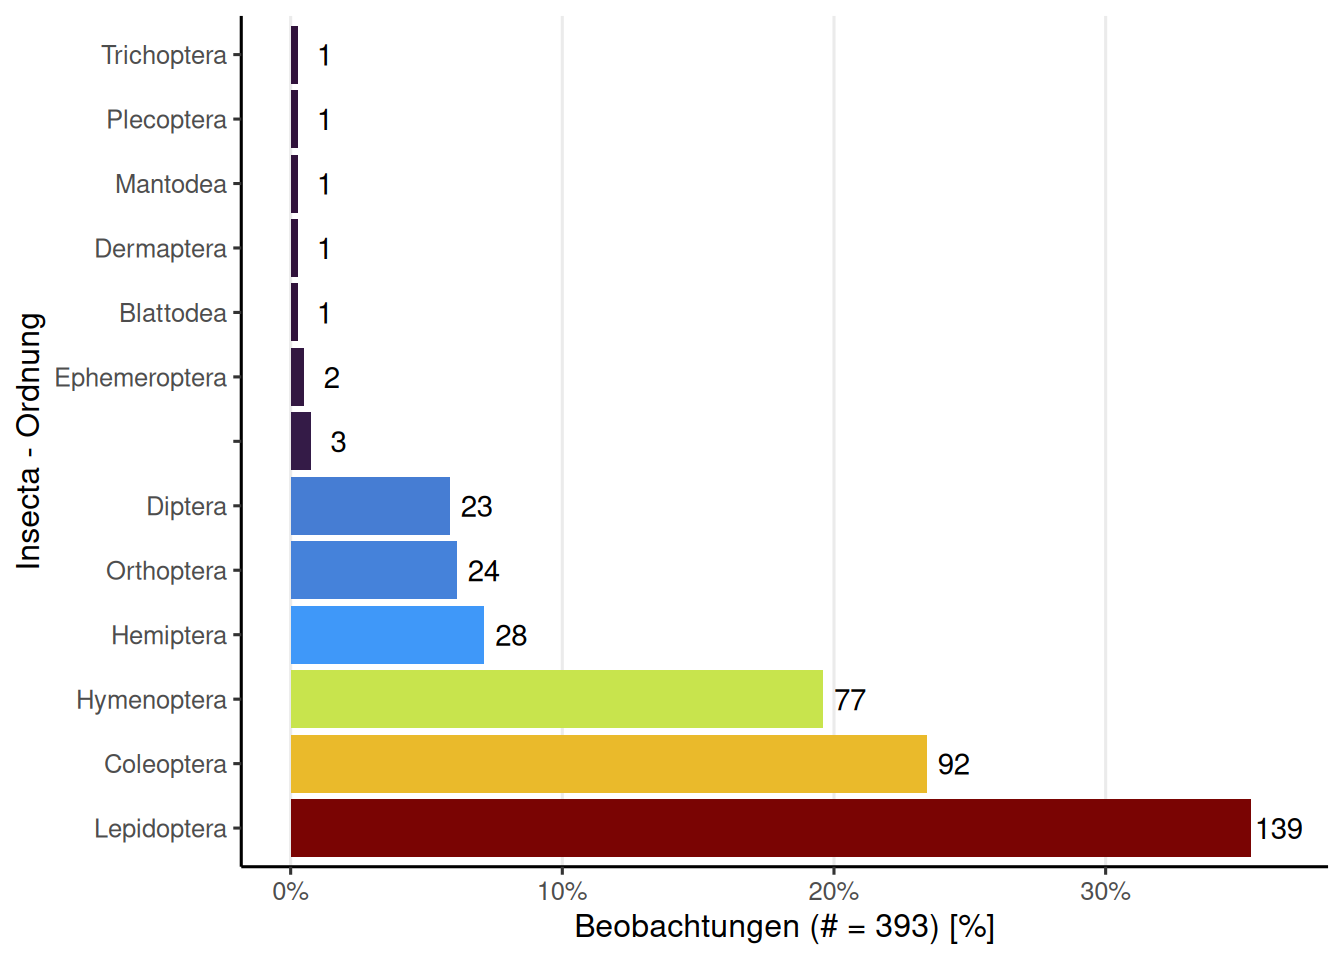 Insecta - Ordnung
Trichoptera 1
Plecoptera 1
Mantodea 1
Dermaptera 1
Blattodea 1
Ephemeroptera 2
3
Diptera 23
Orthoptera 24
Hemiptera 28
Hymenoptera 77
Coleoptera 92
Lepidoptera 139
0% 10% 20% 30%
Beobachtungen (# = 393) [%]